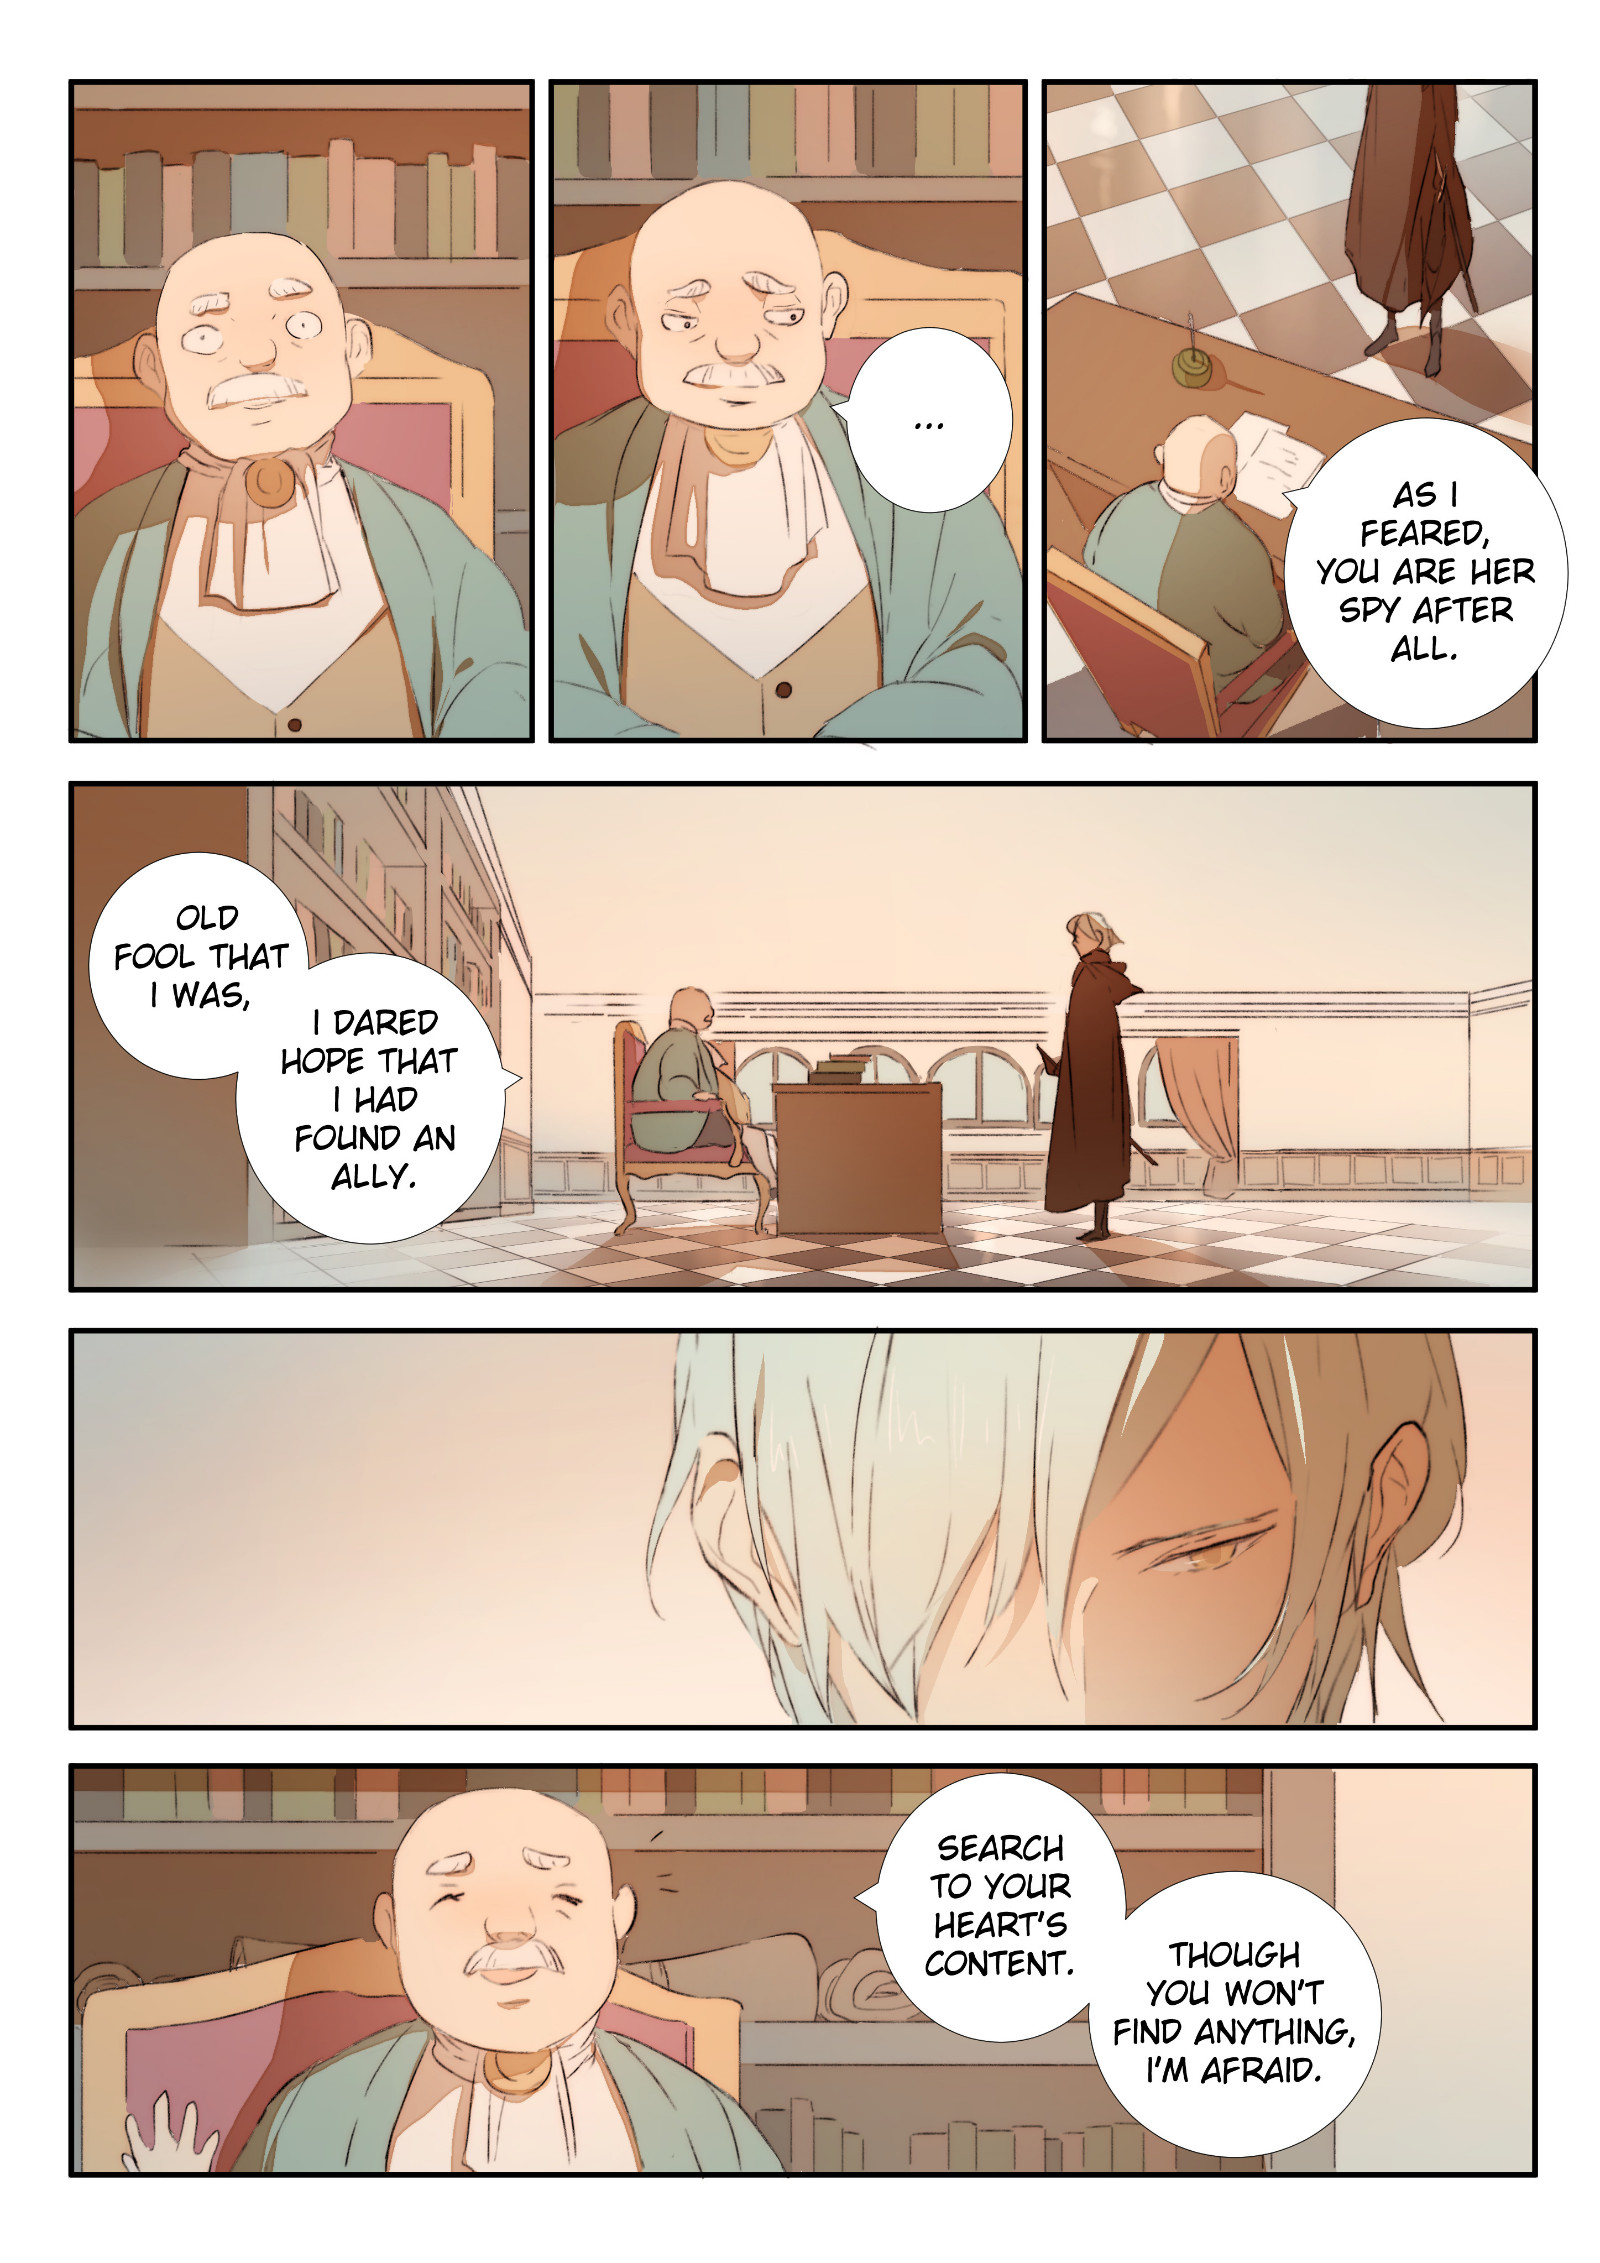 ...
AS I
FEARED,
YOU ARE HER
SPY AFTER
ALL.
OLD
FOOL THAT
I WAS,
I DARED
HOPE THAT
I HAD
FOUND AN
ALLY.
SEARCH
TO YOUR
HEART'S
CONTENT.
THOUGH
YOU WON'T
FIND ANYTHING,
I'M AFRAID.